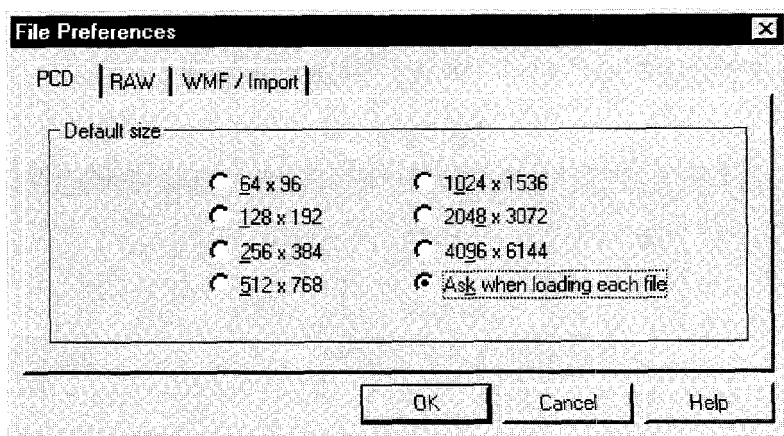 File Preferences
PCD RAW WMF / Import
Default size
64 x 96
128 x 192
256 x 384
512 x 768
1024 x 1536
2048 x 3072
4096 x 6144
Ask when loading each file
OK Cancel Help